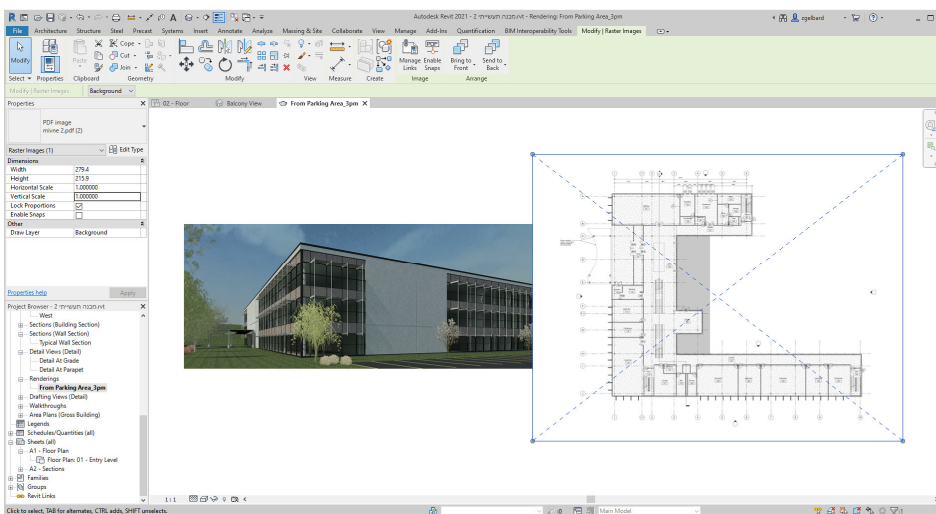 Autodesk Revit 2021 - מבנה תעשייתי 2.rvt - Rendering: From Parking Area_3pm
zgelbard
File Architecture Structure Steel Precast Systems Insert Annotate Analyze Massing & Site Collaborate View Manage Add-Ins Quantification BIM Interoperability Tools Modify | Raster Images
Modify
Paste
Cope
Cut
Join
Manage Links
Enable Snaps
Bring to Front
Send to Back
Select Properties Clipboard Geometry Modify View Measure Create Image Arrange
Modify | Raster Images Background
Properties
02 - Floor Balcony View From Parking Area_3pm
PDF image
mivne 2.pdf (2)
Raster Images (1) Edit Type
Dimensions
Width 279.4
Height 215.9
Horizontal Scale 1.000000
Vertical Scale 1.000000
Lock Proportions
Enable Snaps
Other
Draw Layer Background
Properties help Apply
Project Browser - מבנה תעשייתי 2.rvt
West
Sections (Building Section)
Sections (Wall Section)
Typical Wall Section
Detail Views (Detail)
Detail At Grade
Detail At Parapet
Renderings
From Parking Area_3pm
Drafting Views (Detail)
Walkthroughs
Area Plans (Gross Building)
Legends
Schedules/Quantities (all)
Sheets (all)
A1 - Floor Plan
Floor Plan: 01 - Entry Level
A2 - Sections
Families
Groups
Revit Links
1 : 1
Click to select, TAB for alternates, CTRL adds, SHIFT unselects.
:0 Main Model :1